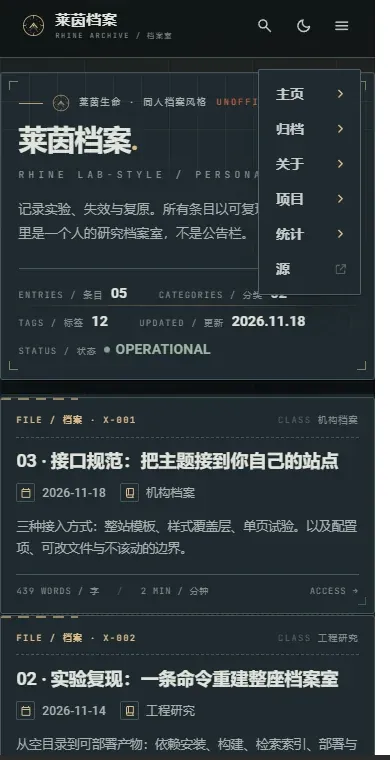 莱茵档案
RHINE ARCHIVE / 档案室
主页
归档
关于
项目
统计
源
莱茵生命 · 同人档案风格 UNOFFI
莱茵档案.
RHINE LAB-STYLE / PERSONA
记录实验、失效与复原。所有条目以可复
里是一个人的研究档案室，不是公告栏。
ENTRIES / 条目 05 CATEGORIES / 分类 02
TAGS / 标签 12 UPDATED / 更新 2026.11.18
STATUS / 状态 OPERATIONAL
FILE / 档案 · X-001 CLASS 机构档案
03 · 接口规范：把主题接到你自己的站点
2026-11-18 机构档案
三种接入方式：整站模板、样式覆盖层、单页试验。以及配置
项、可改文件与不该动的边界。
439 WORDS / 字 / 2 MIN / 分钟 ACCESS →
FILE / 档案 · X-002 CLASS 工程研究
02 · 实验复现：一条命令重建整座档案室
2026-11-14 工程研究
从空目录到可部署产物：依赖安装、构建、检索索引、部署与